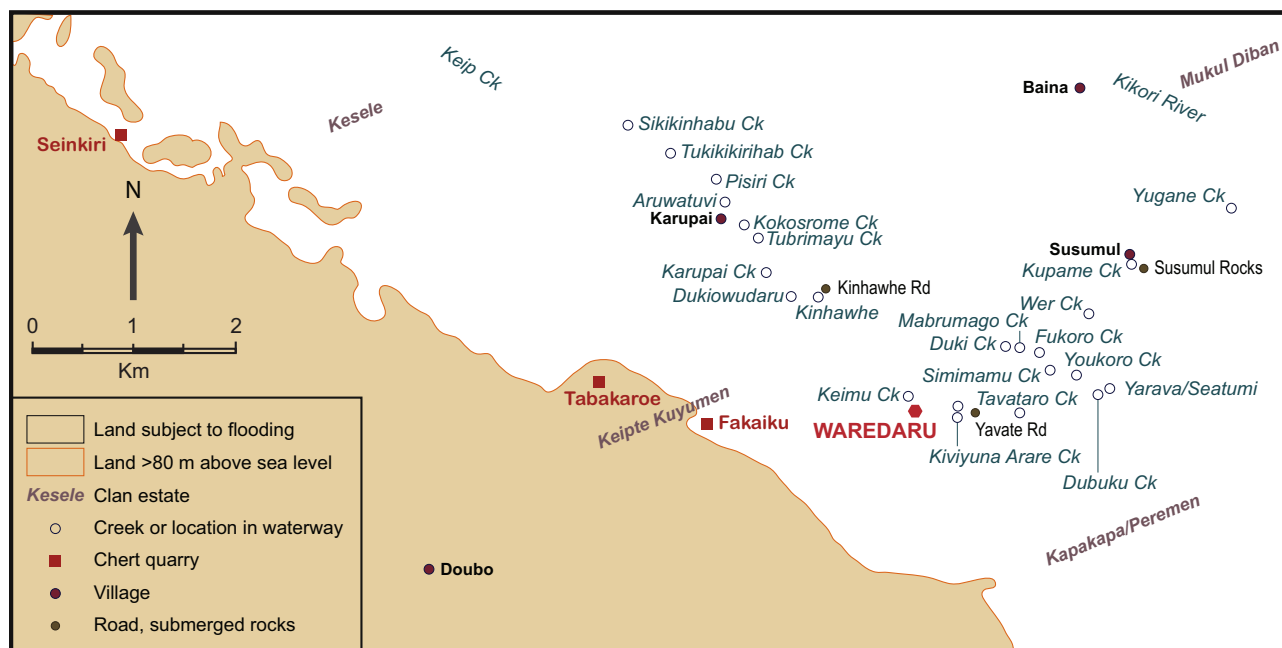 Mukul Diban
Keip Ck
Baina
Kikori River
Kesele
Sikikinhabu Ck
Seinkiri
Tukikikirihab Ck
Pisiri Ck
N
Aruwatuvi
Yugane Ck
Karupai
Kokosrome Ck
Tubrimayu Ck
Susumul
Kupame Ck
Susumul Rocks
Karupai Ck
Kinhawhe Rd
Dukiowudaru
Kinhawhe
Wer Ck
0 1 2
Km
Mabrumago Ck
Fukoro Ck
Duki Ck
Youkoro Ck
Simimamu Ck
Yarava/Seatumi
Tabakaroe
Keimu Ck
Tavataro Ck
Keipte Kuyumen
Fakaiku
WAREDARU
Yavate Rd
Kiviyuna Arare Ck
Dubuku Ck
Kapakapa/Peremen
Doubo
Land subject to flooding
Land >80 m above sea level
Kesele Clan estate
Creek or location in waterway
Chert quarry
Village
Road, submerged rocks